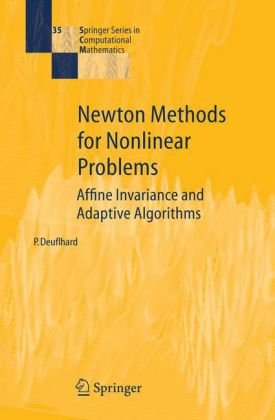 35
Springer Series in
Computational
Mathematics
Newton Methods
for Nonlinear
Problems
Affine Invariance and
Adaptive Algorithms
P. Deuflhard
Springer